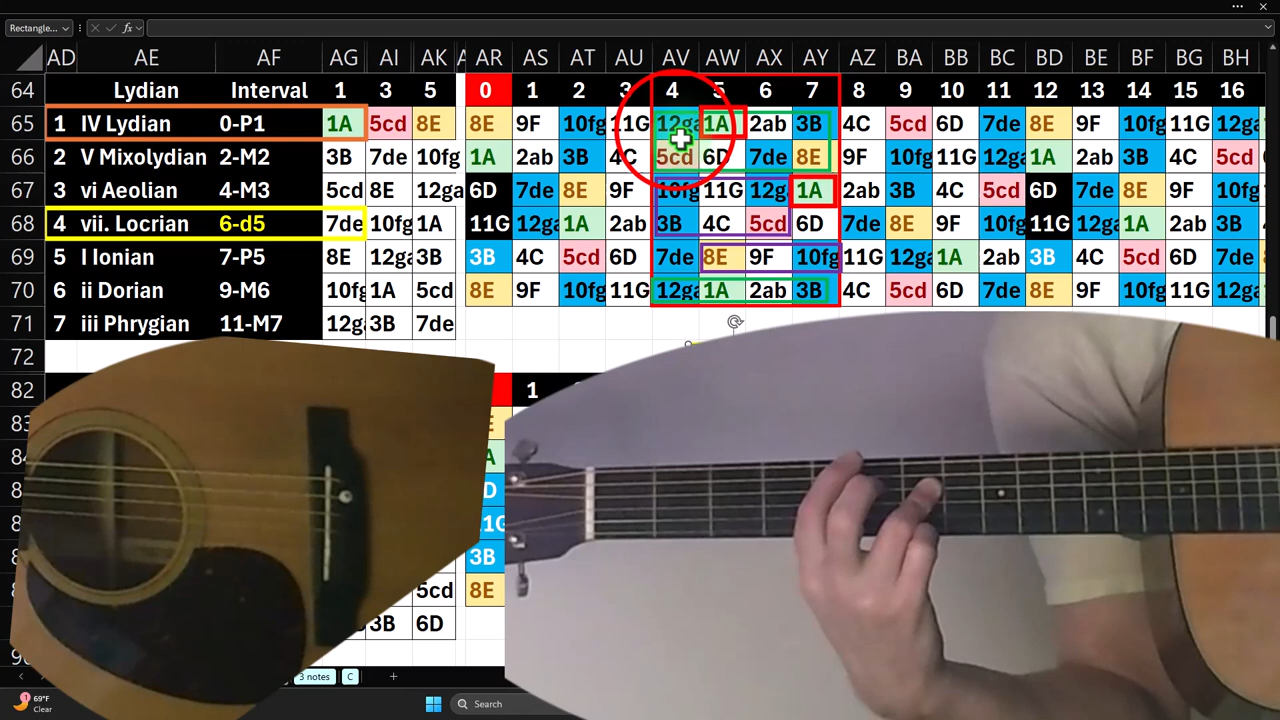 Rectangle...
fx
AD AE AF AG AI AK AR AS AT AU AV AW AX AY AZ BA BB BC BD BE BF BG BH
64 Lydian Interval 1 3 5 0 1 2 3 4 5 6 7 8 9 10 11 12 13 14 15 16
65 1 IV Lydian 0-P1 1A 5cd 8E 8E 9F 10fg 11G 12ga 1A 2ab 3B 4C 5cd 6D 7de 8E 9F 10fg 11G 12ga
66 2 V Mixolydian 2-M2 3B 7de 10fg 1A 2ab 3B 4C 5cd 6D 7de 8E 9F 10fg 11G 12ga 1A 2ab 3B 4C 5cd
67 3 vi Aeolian 4-M3 5cd 8E 12ga 6D 7de 8E 9F 10fg 11G 12ga 1A 2ab 3B 4C 5cd 6D 7de 8E 9F 10fg
68 4 vii. Locrian 6-d5 7de 10fg 1A 11G 12ga 1A 2ab 3B 4C 5cd 6D 7de 8E 9F 10fg 11G 12ga 1A 2ab 3B
69 5 I Ionian 7-P5 8E 12ga 3B 3B 4C 5cd 6D 7de 8E 9F 10fg 11G 12ga 1A 2ab 3B 4C 5cd 6D 7de
70 6 ii Dorian 9-M6 10fg 1A 5cd 8E 9F 10fg 11G 12ga 1A 2ab 3B 4C 5cd 6D 7de 8E 9F 10fg 11G 12ga
71 7 iii Phrygian 11-M7 12ga 3B 7de
72
82 1
83
84
3B
8E
5cd
3B 6D
3 notes C
69°F
Clear
Search